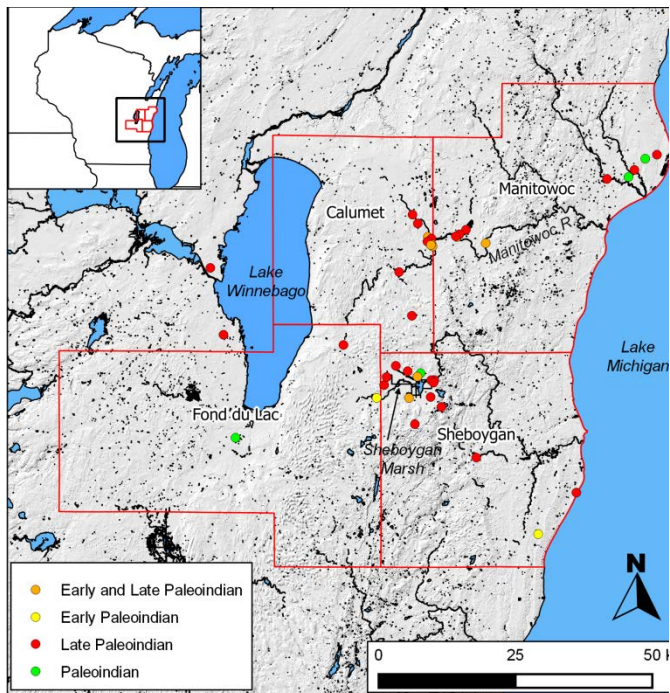 Manitowoc
Calumet
Manitowoc R.
Lake
Winnebago
Lake
Michigan
Fond du Lac
Sheboygan
Sheboygan
Marsh
Early and Late Paleoindian
Early Paleoindian
Late Paleoindian
Paleoindian
N
0
25
50 k